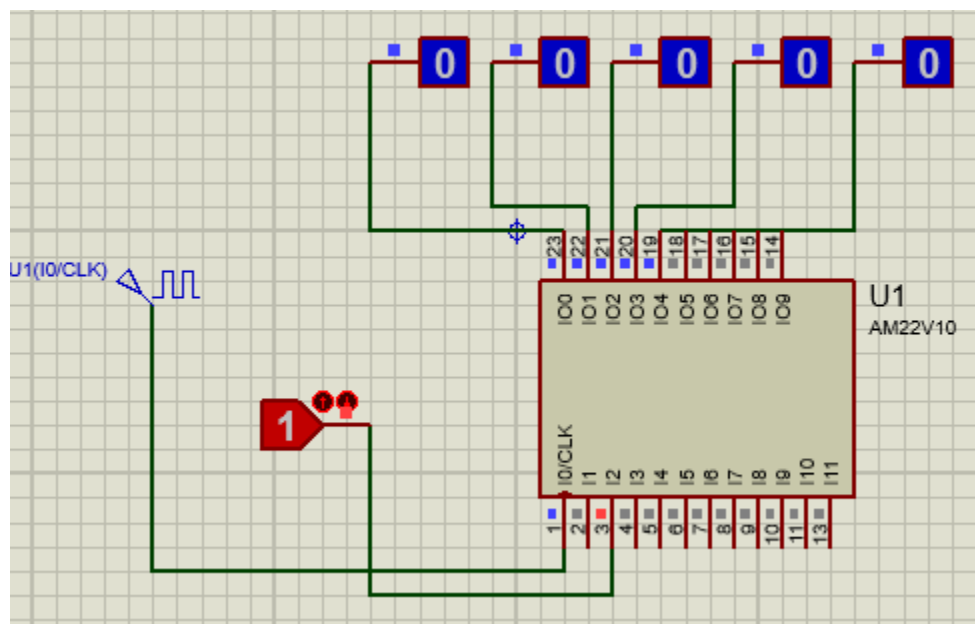 0 0 0 0 0
23 22 21 20 19 18 17 16 15 14
U1(I0/CLK)
IO0 IO1 IO2 IO3 IO4 IO5 IO6 IO7 IO8 IO9
U1
AM22V10
1
I0/CLK I1 I2 I3 I4 I5 I6 I7 I8 I9 I10 I11
1 2 3 4 5 6 7 8 9 10 11 13